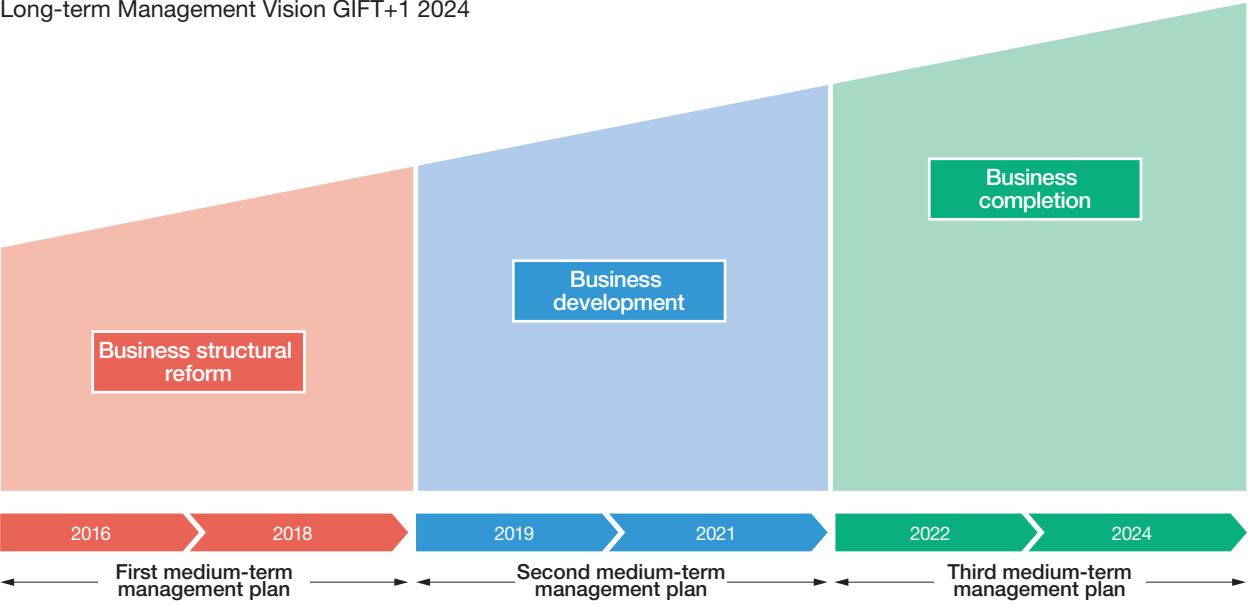 Long-term Management Vision GIFT+1 2024
Business
completion
Business
development
Business structural
reform
2016
2018
2019
2021
2022
2024
First medium-term
management plan
Second medium-term
management plan
Third medium-term
management plan